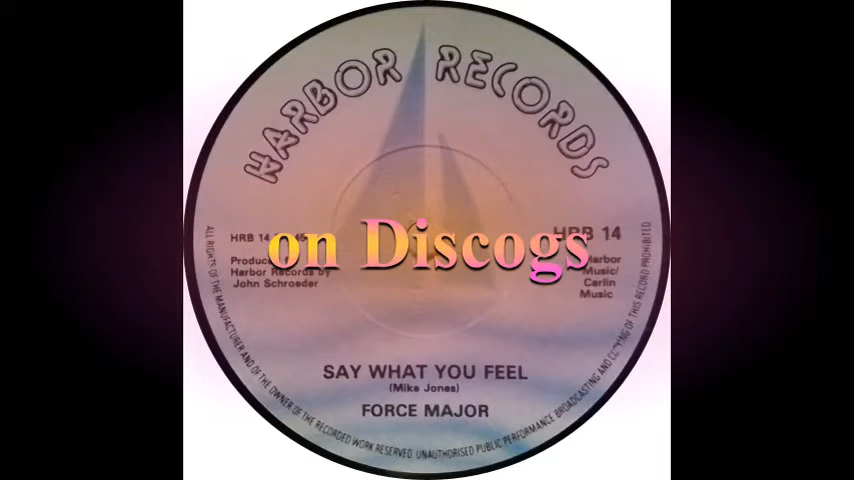 HARBOR RECORDS
on Discogs
HRB 14
HRB 14
Harbor
Music/
Carlin
Music
Harbor Records by
John Schroeder
SAY WHAT YOU FEEL
(Mike Jones)
FORCE MAJOR
ALL RIGHTS OF THE MANUFACTURER AND OF THE OWNER OF THE RECORDED WORK RESERVED. UNAUTHORISED PUBLIC PERFORMANCE BROADCASTING AND COPYING OF THIS RECORD PROHIBITED